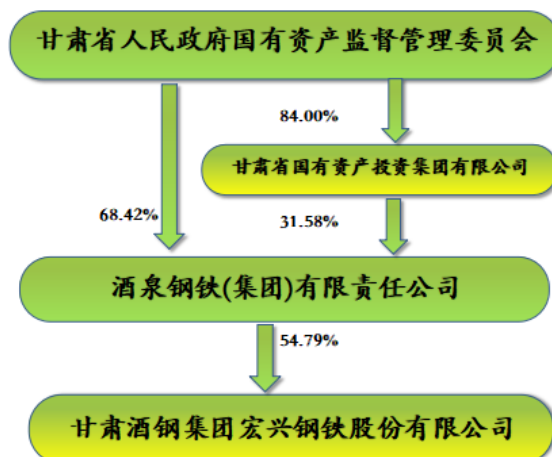 甘肃省人民政府国有资产监督管理委员会
84.00%
甘肃省国有资产投资集团有限公司
68.42%
31.58%
酒泉钢铁(集团)有限责任公司
54.79%
甘肃酒钢集团宏兴钢铁股份有限公司